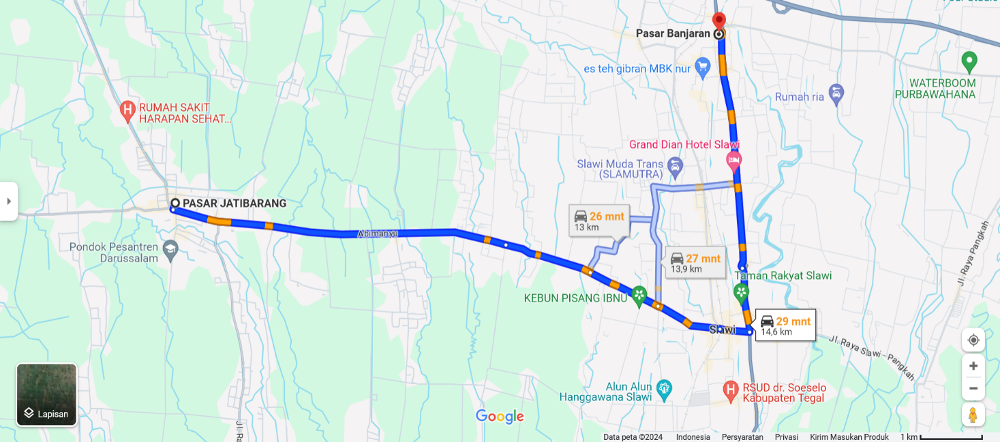 Pasar Banjaran
es teh gibran MBK nur
WATERBOOM
PURBAWAHANA
Rumah ria
RUMAH SAKIT
HARAPAN SEHAT...
Grand Dian Hotel Slawi
Slawi Muda Trans
(SLAMUTRA)
PASAR JATIBARANG
26 mnt
13 km
Abimanyu
Pondok Pesantren
Darussalam
27 mnt
13,9 km
Jl. Raya Pangkah
Taman Rakyat Slawi
KEBUN PISANG IBNU
29 mnt
14,6 km
Slawi
Jl. Raya Slawi - Pangkah
Alun Alun
Hanggawana Slawi
RSUD dr. Soeselo
Kabupaten Tegal
Lapisan
Google
Jl. Ra
Data peta ©2024 Indonesia Persyaratan Privasi Kirim Masukan Produk 1 km